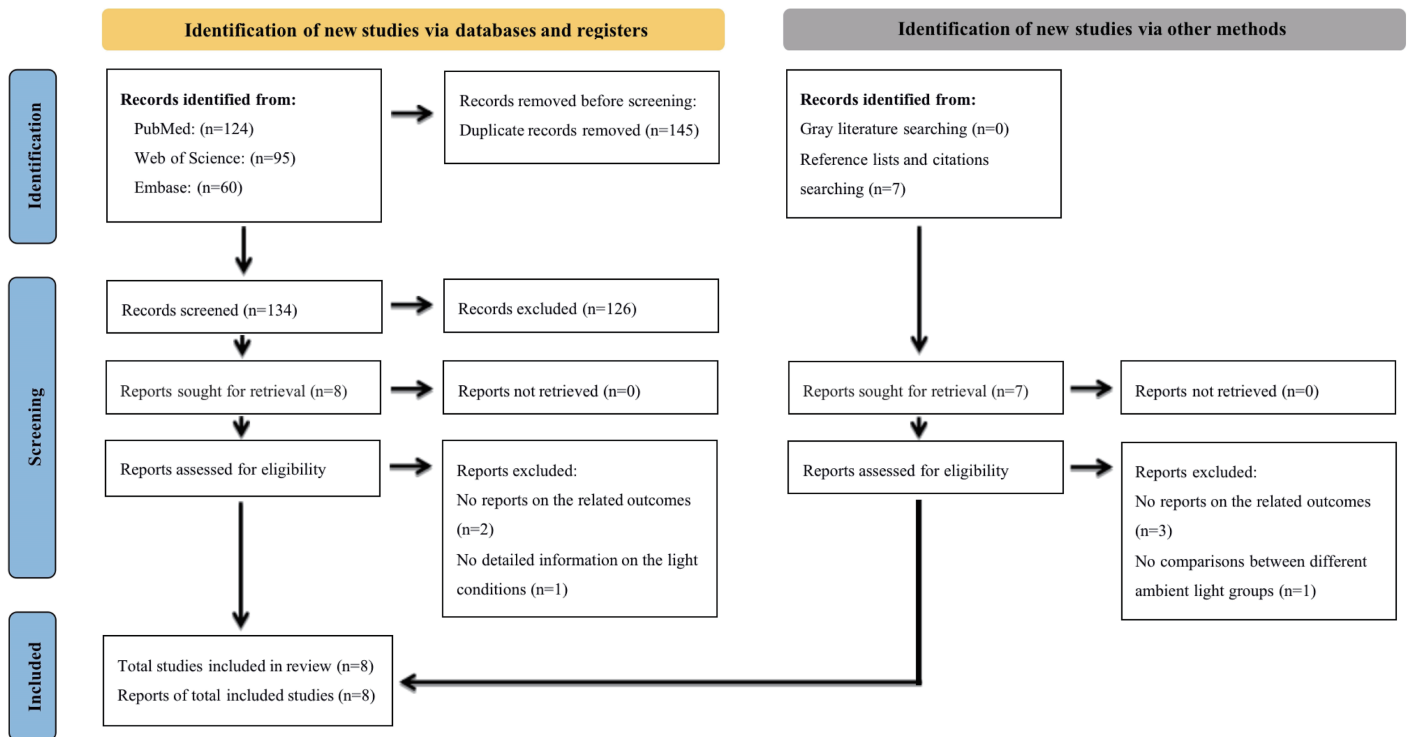 Identification of new studies via databases and registers
Identification of new studies via other methods
Identification
Records identified from:
PubMed: (n=124)
Web of Science: (n=95)
Embase: (n=60)
Records removed before screening:
Duplicate records removed (n=145)
Records identified from:
Gray literature searching (n=0)
Reference lists and citations
searching (n=7)
Screening
Records screened (n=134)
Records excluded (n=126)
Reports sought for retrieval (n=8)
Reports not retrieved (n=0)
Reports sought for retrieval (n=7)
Reports not retrieved (n=0)
Reports assessed for eligibility
Reports excluded:
No reports on the related outcomes
(n=2)
No detailed information on the light
conditions (n=1)
Reports assessed for eligibility
Reports excluded:
No reports on the related outcomes
(n=3)
No comparisons between different
ambient light groups (n=1)
Included
Total studies included in review (n=8)
Reports of total included studies (n=8)